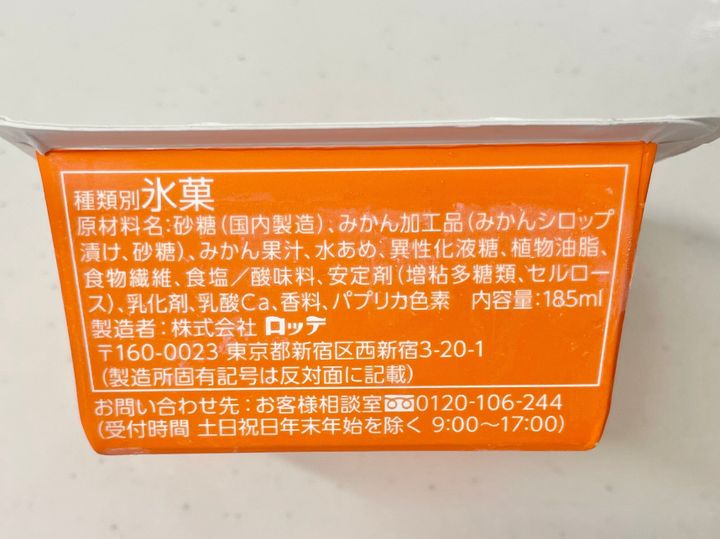 種類別氷菓
原材料名:砂糖(国内製造)、みかん加工品(みかんシロップ
漬け、砂糖)、みかん果汁、水あめ、異性化液糖、植物油脂、
食物繊維、食塩/酸味料、安定剤(増粘多糖類、セルロー
ス)、乳化剤、乳酸Ca、香料、パプリカ色素 内容量:185ml
製造者:株式会社 ロッテ
〒160-0023 東京都新宿区西新宿3-20-1
(製造所固有記号は反対面に記載)
お問い合わせ先:お客様相談室0120-106-244
(受付時間 土日祝日年末年始を除く 9:00~17:00)